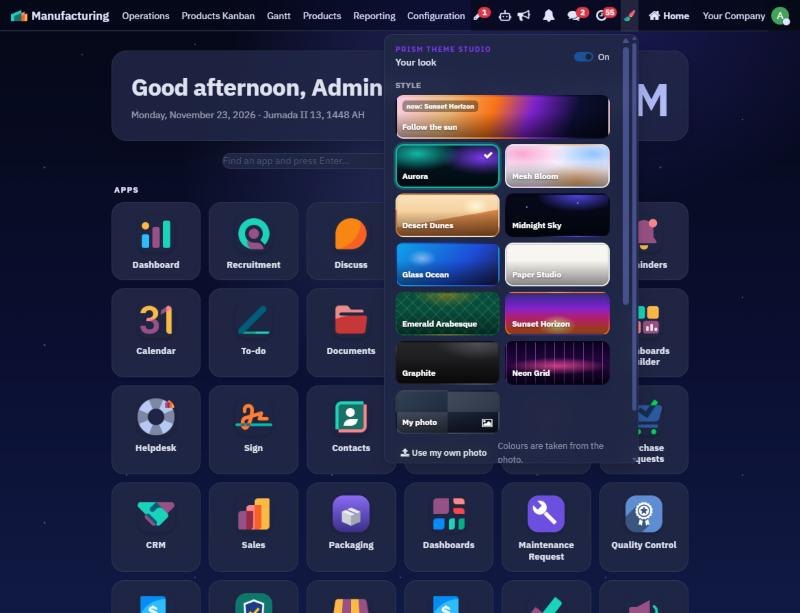 Manufacturing Operations Products Kanban Gantt Products Reporting Configuration 1 2 55 Home Your Company A
PRISM THEME STUDIO
Your look
On
STYLE
now: Sunset Horizon
Follow the sun
Aurora
Mesh Bloom
Desert Dunes
Midnight Sky
Glass Ocean
Paper Studio
Emerald Arabesque
Sunset Horizon
Graphite
Neon Grid
My photo
Use my own photo
Colours are taken from the
photo.
Good afternoon, Admin
M
Monday, November 23, 2026 - Jumada II 13, 1448 AH
Find an app and press Enter...
APPS
Dashboard
Recruitment
Discuss
31
Calendar
To-do
Documents
Helpdesk
Sign
Contacts
CRM
Sales
Packaging
Dashboards
Maintenance
Request
Quality Control